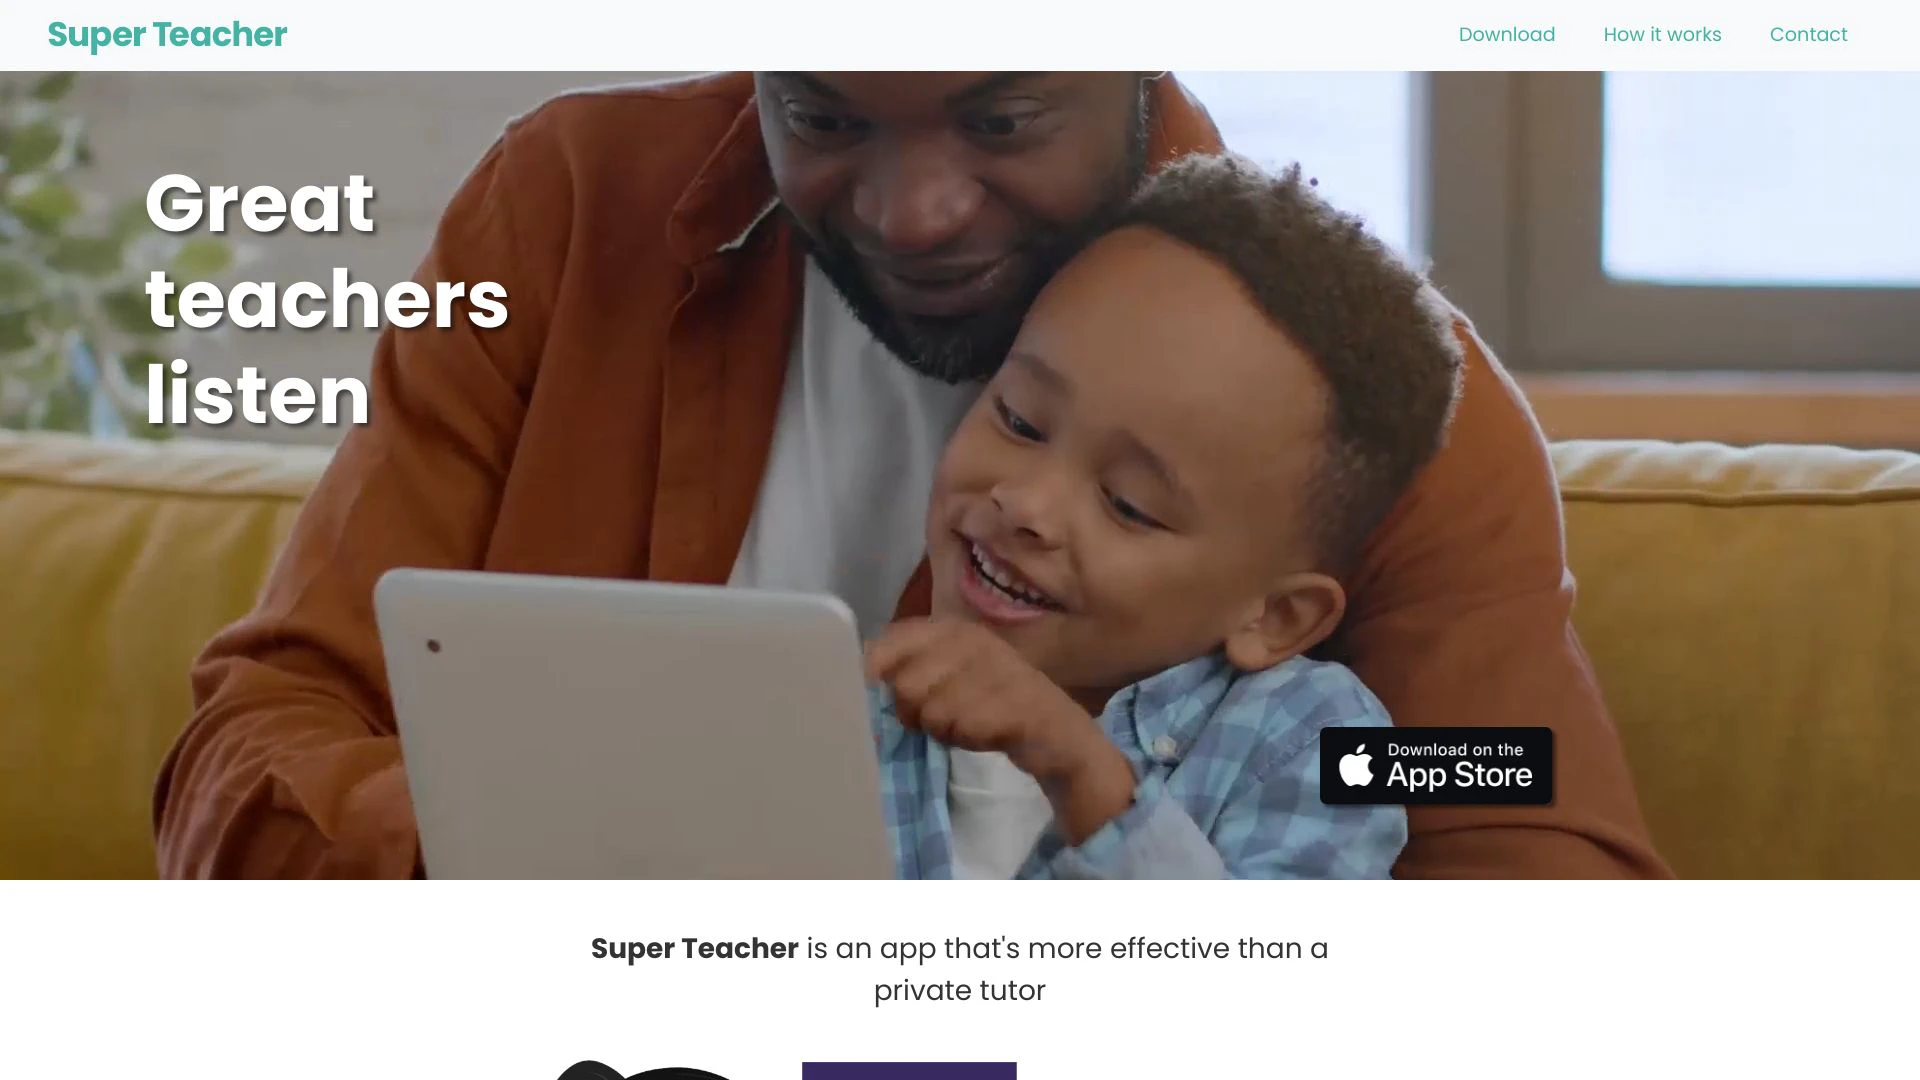 Super Teacher
Download
How it works
Contact
Great
teachers
listen
Download on the
App Store
Super Teacher is an app that's more effective than a
private tutor